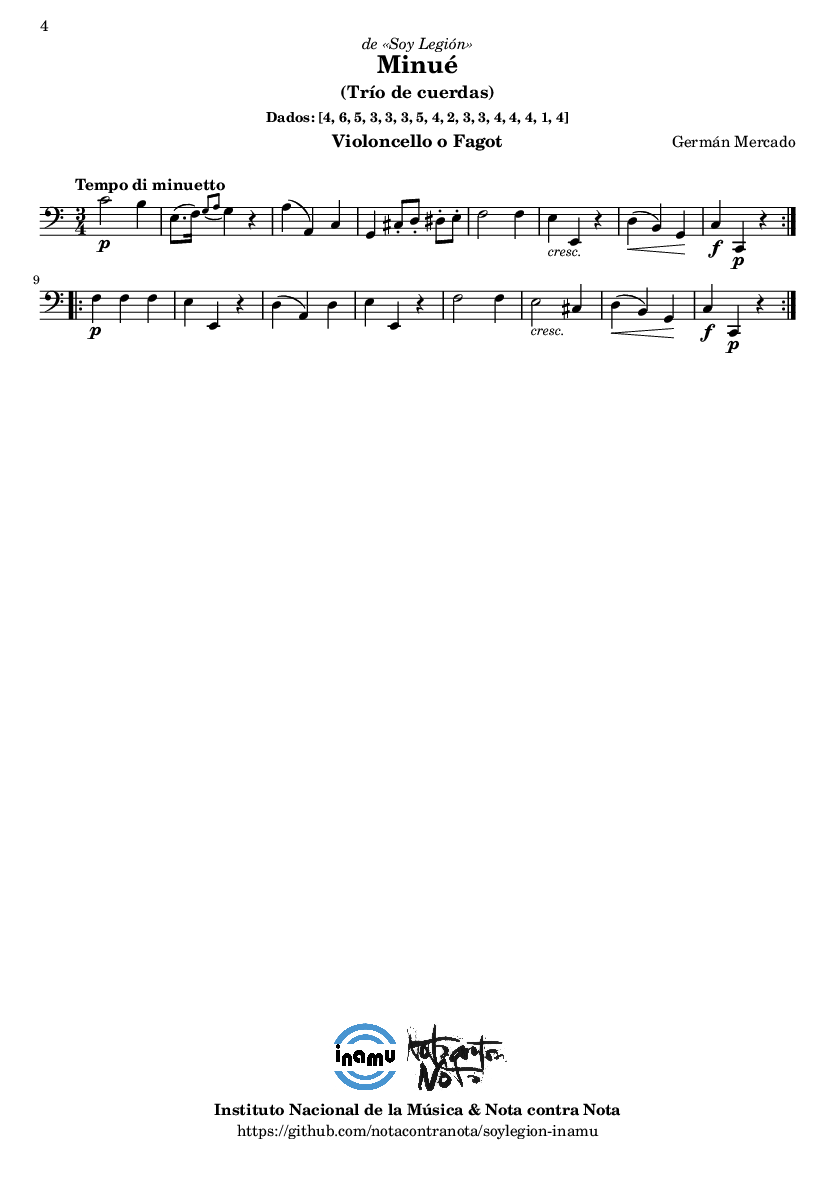 4
de «Soy Legión»
Minué
(Trío de cuerdas)
Dados: [4, 6, 5, 3, 3, 3, 5, 4, 2, 3, 3, 4, 4, 4, 1, 4]
Violoncello o Fagot
Germán Mercado
Tempo di minuetto
3
4
p cresc. f p
9
p cresc. f p
inamu Nota contra
Nota
Instituto Nacional de la Música & Nota contra Nota
https://github.com/notacontranota/soylegion-inamu